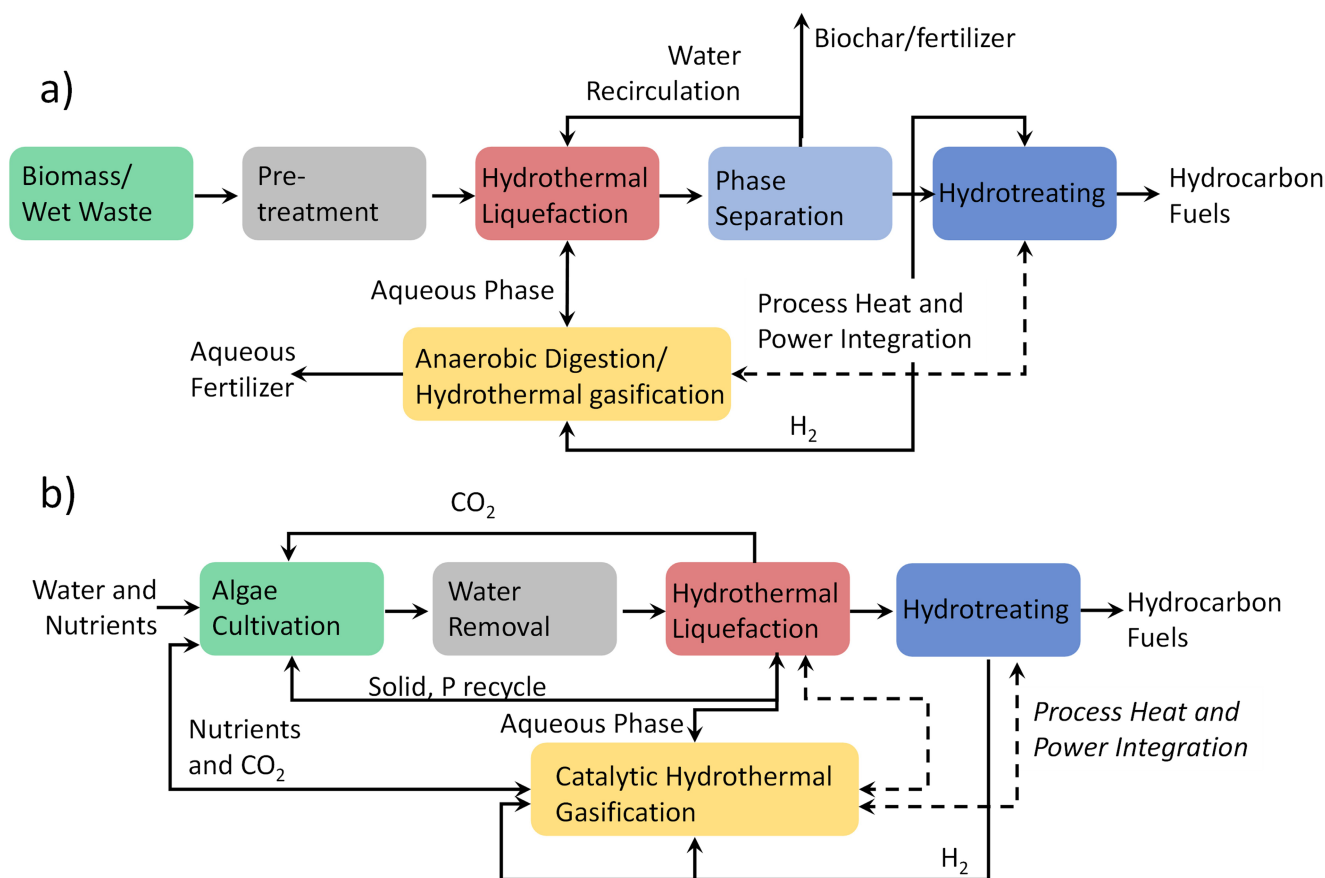 a)
Water
Recirculation
Biochar/fertilizer
Biomass/
Wet Waste
Pre-
treatment
Hydrothermal
Liquefaction
Phase
Separation
Hydrotreating
Hydrocarbon
Fuels
Aqueous Phase
Process Heat and
Power Integration
Aqueous
Fertilizer
Anaerobic Digestion/
Hydrothermal gasification
H₂
b)
CO₂
Water and
Nutrients
Algae
Cultivation
Water
Removal
Hydrothermal
Liquefaction
Hydrotreating
Hydrocarbon
Fuels
Solid, P recycle
Aqueous Phase
Nutrients
and CO₂
Process Heat and
Power Integration
Catalytic Hydrothermal
Gasification
H₂